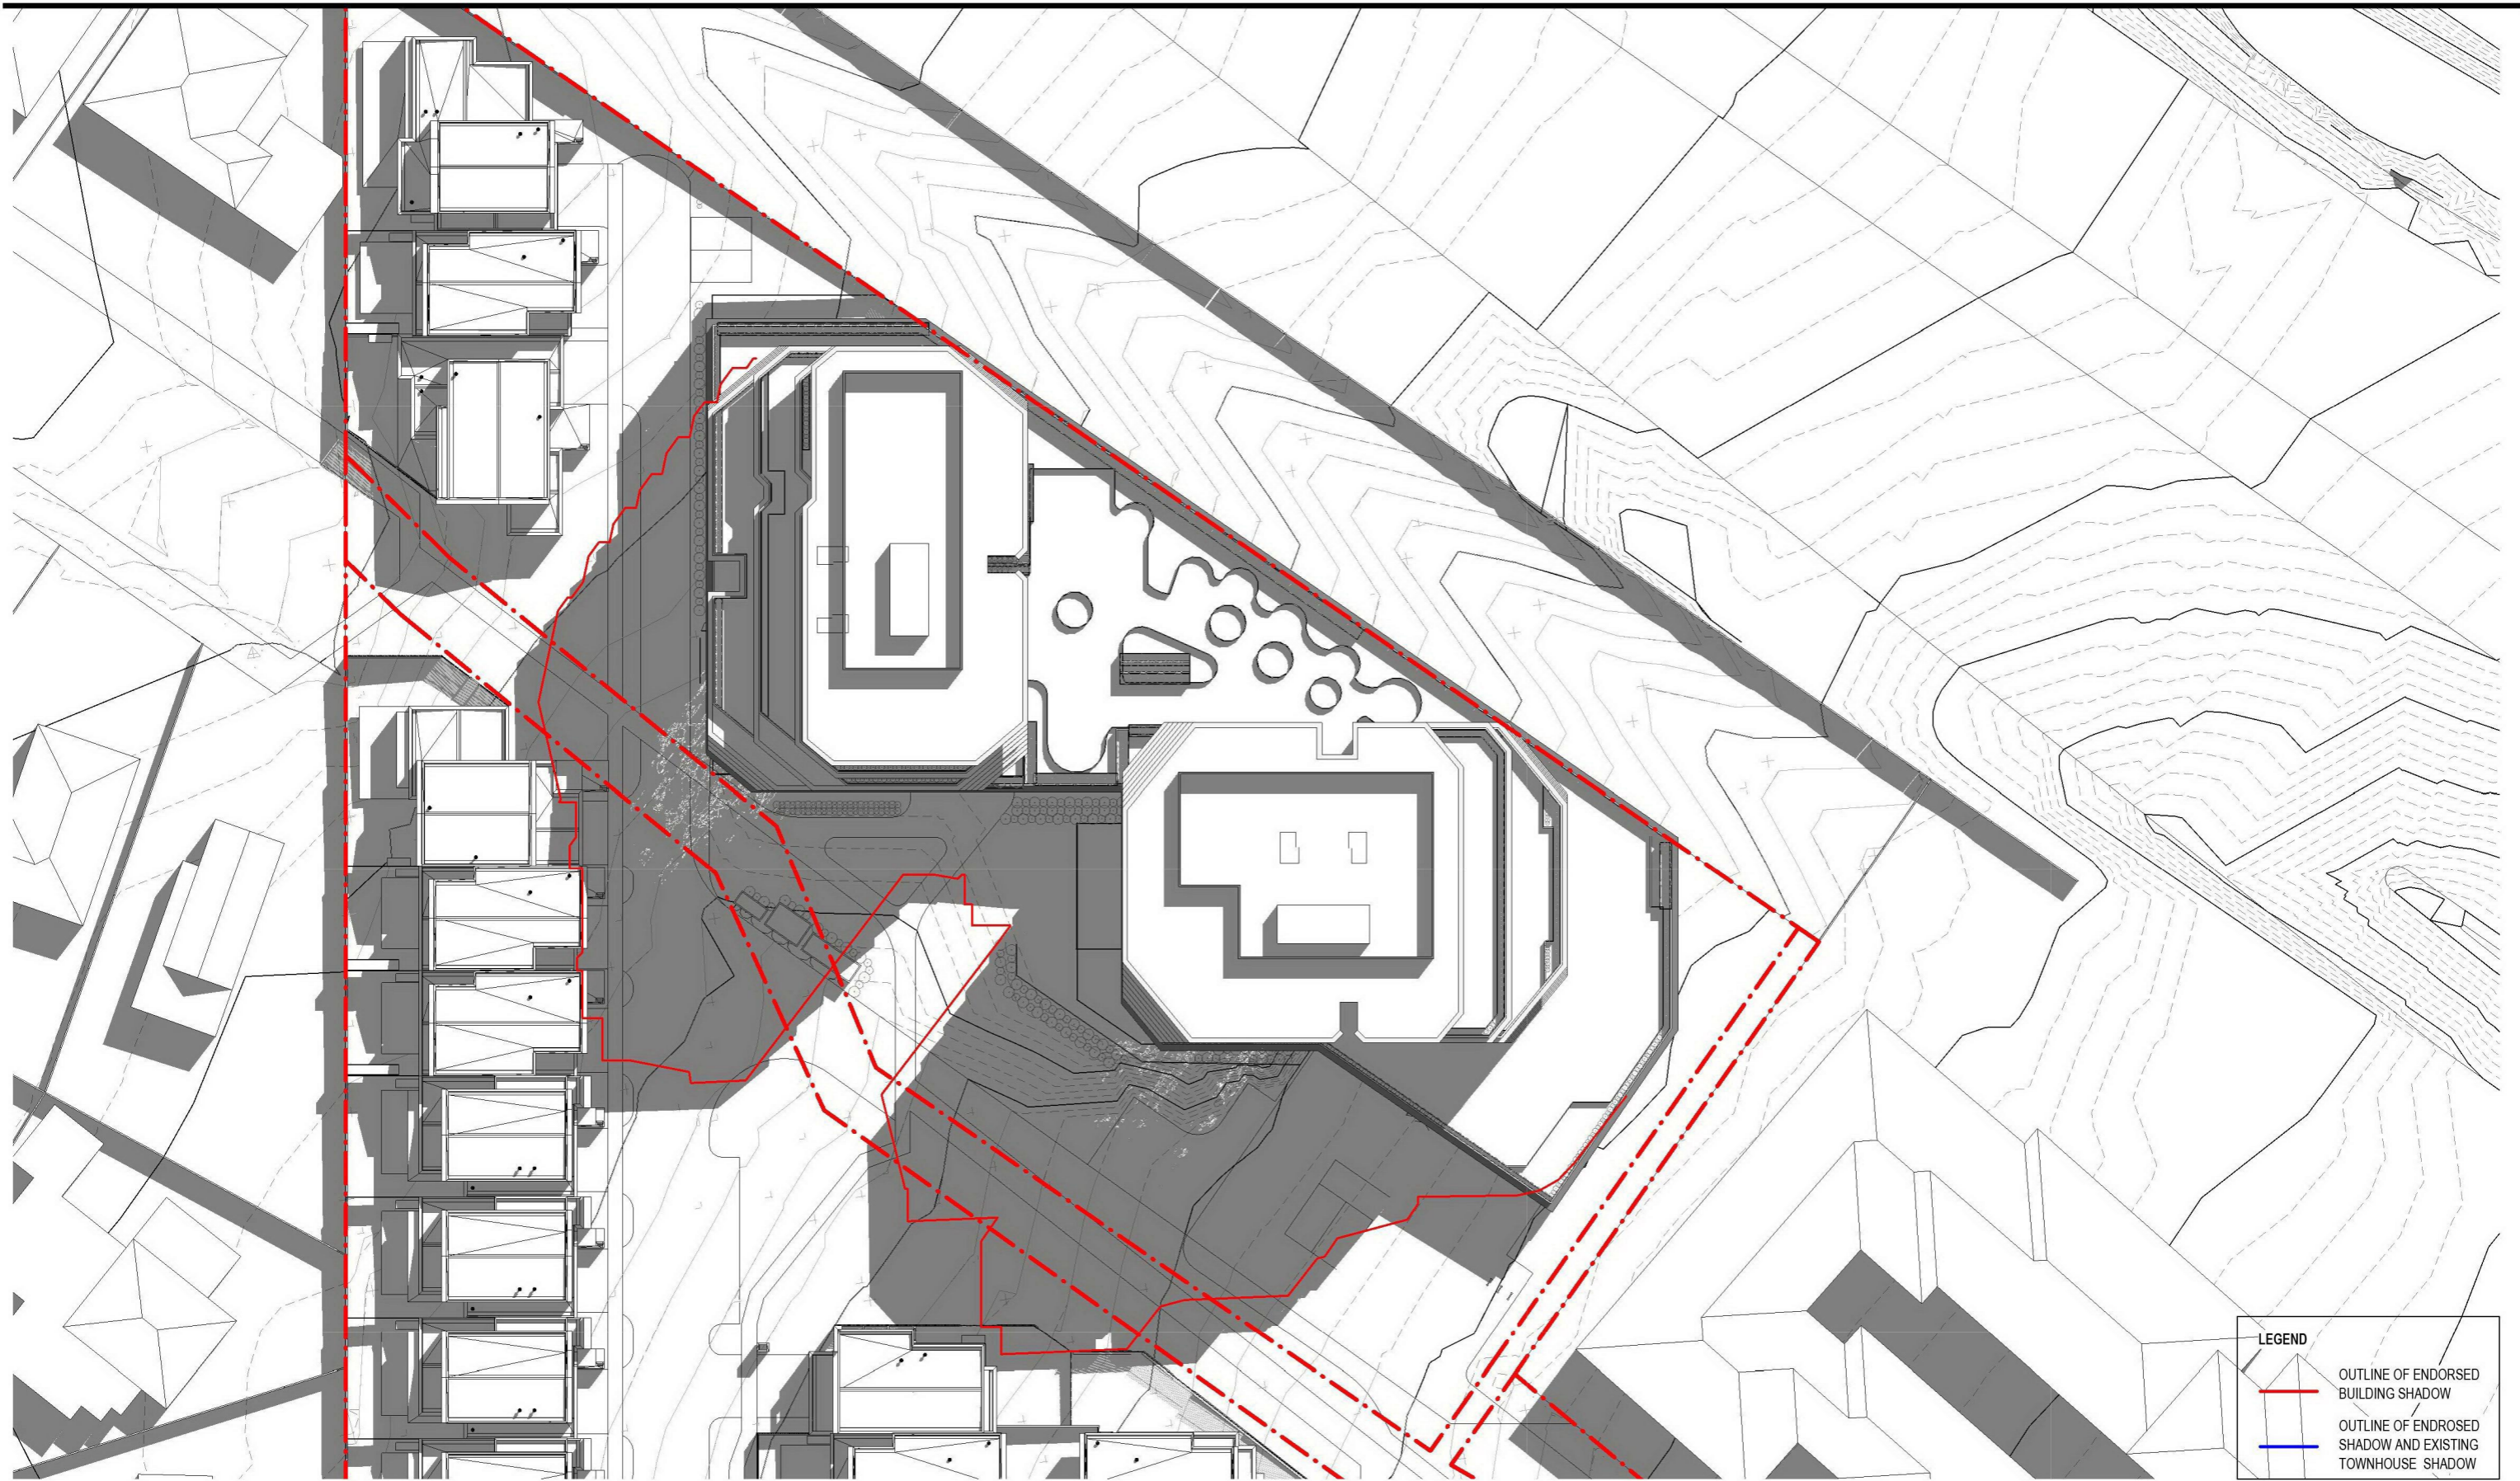 LEGEND
OUTLINE OF ENDORSED
BUILDING SHADOW
OUTLINE OF ENDROSED
SHADOW AND EXISTING
TOWNHOUSE SHADOW